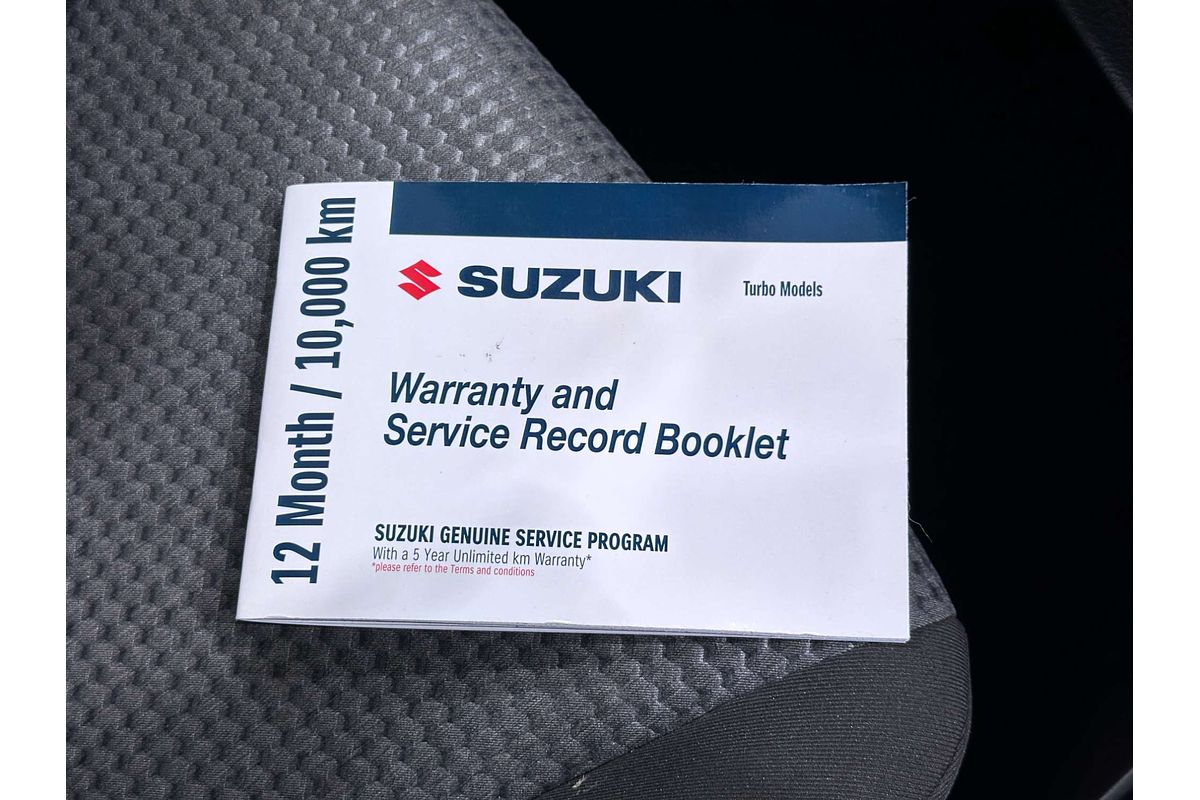 12 Month / 10,000 km
SUZUKI
Turbo Models
Warranty and
Service Record Booklet
SUZUKI GENUINE SERVICE PROGRAM
With a 5 Year Unlimited km Warranty*
*please refer to the Terms and conditions